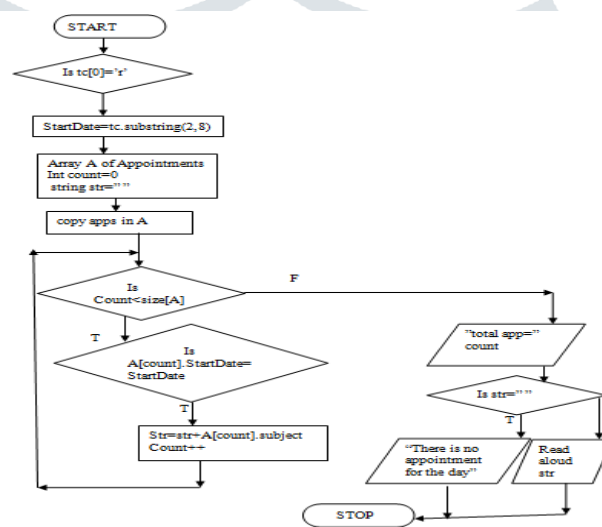 START
Is tc[0]='r'
StartDate=tc.substring(2,8)
Array A of Appointments
Int count=0
string str=" "
copy apps in A
Is
Count<size[A]
F
T
Is
A[count].StartDate=
StartDate
T
Str=str+A[count].subject
Count++
"total app="
count
Is str=" "
T
"There is no
appointment
for the day"
Read
aloud
str
STOP